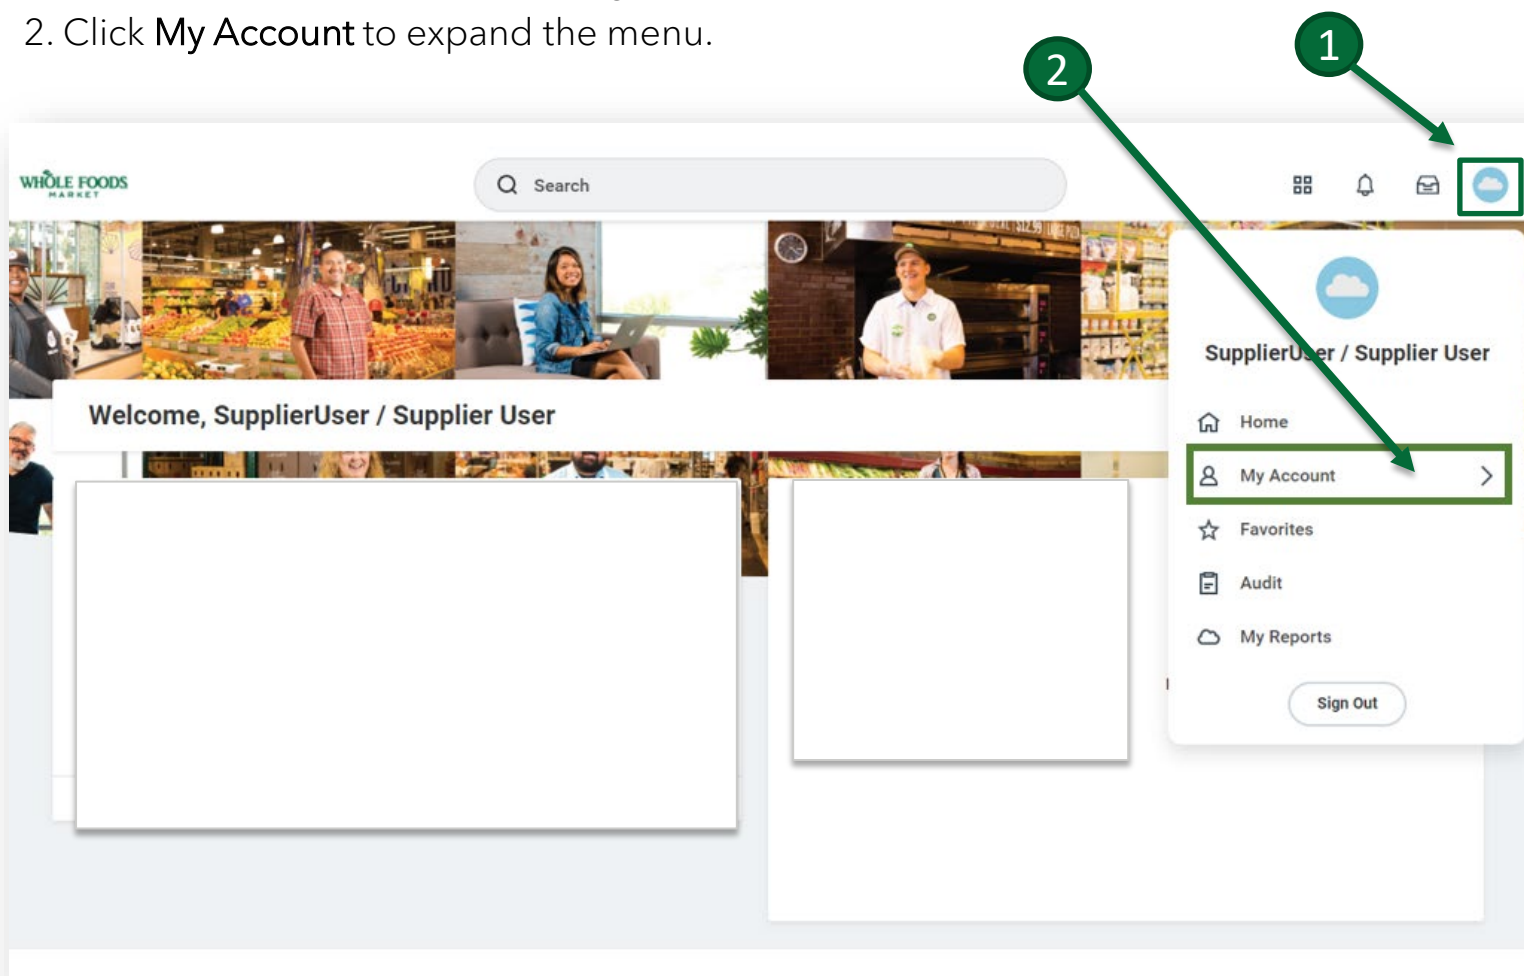 2. Click My Account to expand the menu.
1
2
WHOLE FOODS
MARKET
Search
SupplierUser / Supplier User
Welcome, SupplierUser / Supplier User
Home
My Account
Favorites
Audit
My Reports
Sign Out